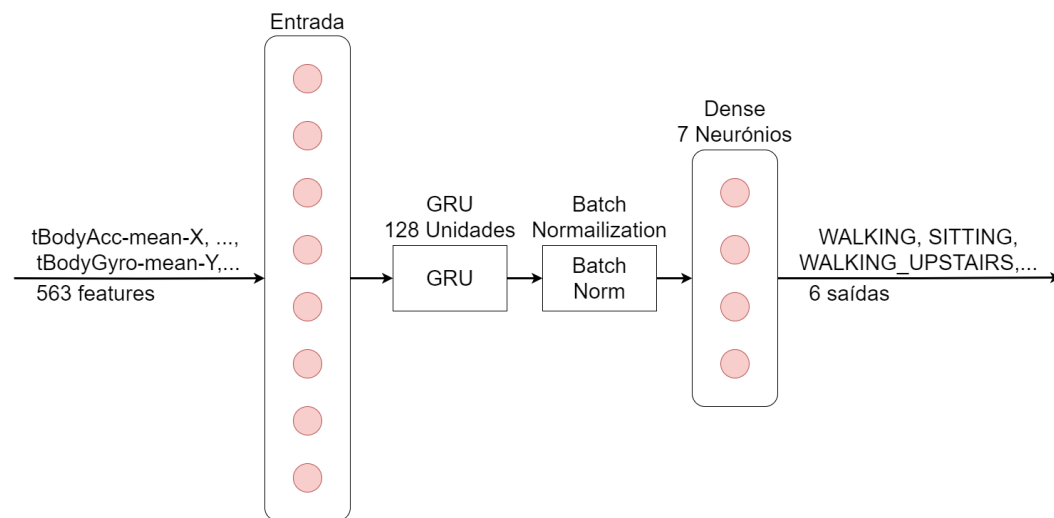 Entrada
tBodyAcc-mean-X, ...,
tBodyGyro-mean-Y,...
563 features
GRU
128 Unidades
GRU
Batch
Normailization
Batch
Norm
Dense
7 Neurónios
WALKING, SITTING,
WALKING_UPSTAIRS,...
6 saídas